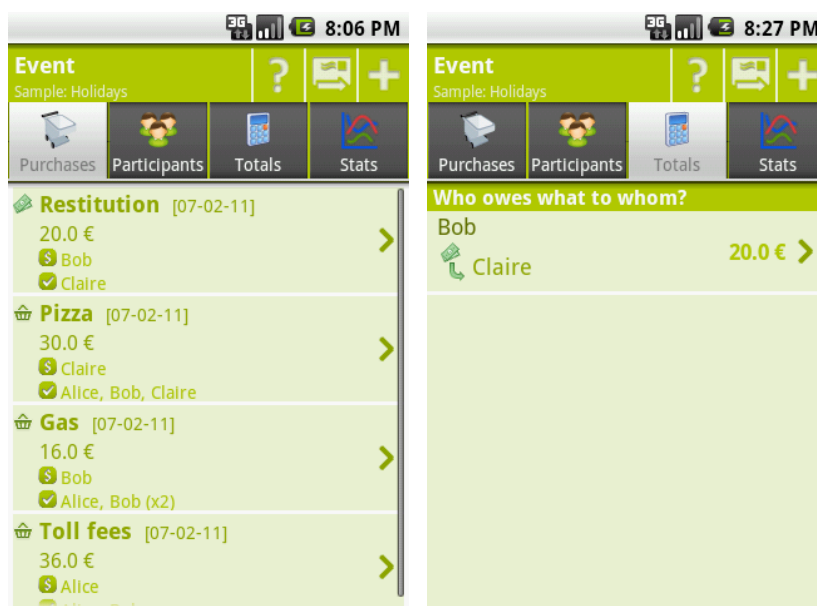 3G 8:06 PM
Event
Sample: Holidays
?
Purchases Participants Totals Stats
Restitution [07-02-11]
20.0 €
$ Bob
Claire
Pizza [07-02-11]
30.0 €
$ Claire
Alice, Bob, Claire
Gas [07-02-11]
16.0 €
$ Bob
Alice, Bob (x2)
Toll fees [07-02-11]
36.0 €
$ Alice
3G 8:27 PM
Event
Sample: Holidays
?
Purchases Participants Totals Stats
Who owes what to whom?
Bob
Claire
20.0 €